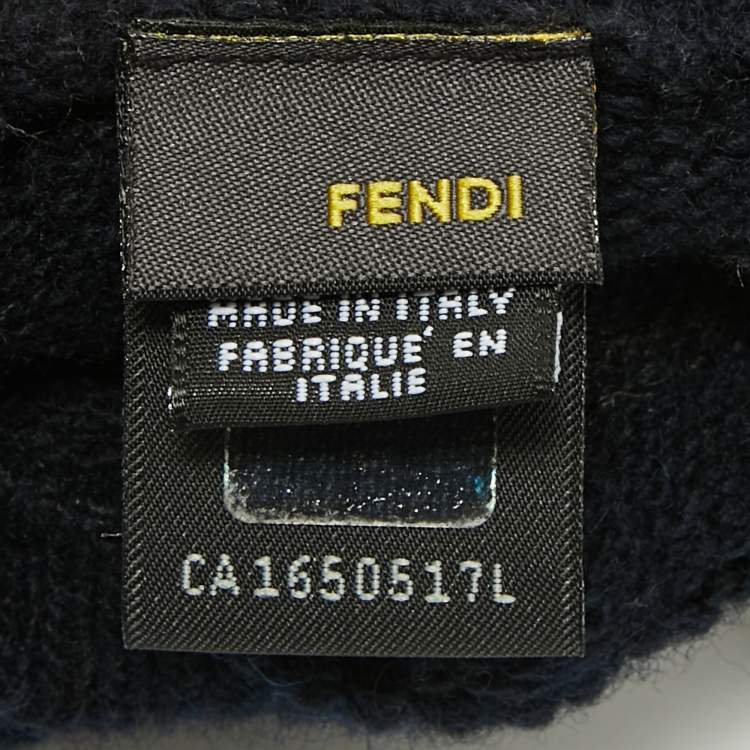 FENDI
MADE IN ITALY
FABRIQUE' EN
ITALIE
CA1650517L